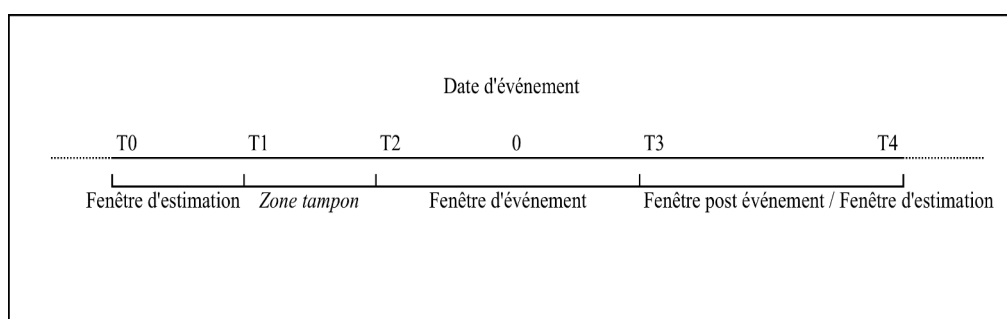 Date d'événement
T0 T1 T2 0 T3 T4
Fenêtre d'estimation Zone tampon Fenêtre d'événement Fenêtre post événement / Fenêtre d'estimation